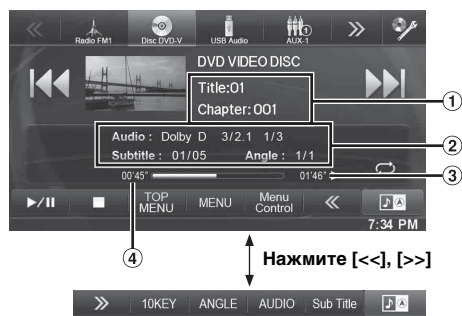 Radio FM1 Disc DVD-V USB Audio AUX-1
DVD VIDEO DISC
Title:01
Chapter: 001
1
Audio : Dolby D 3/2.1 1/3
2
Subtitle : 01/05 Angle : 1/1
00'45" 01'46"
3
TOP MENU MENU Menu Control «
7:34 PM
4
Нажмите [<<], [>>]
» 10KEY ANGLE AUDIO Sub Title